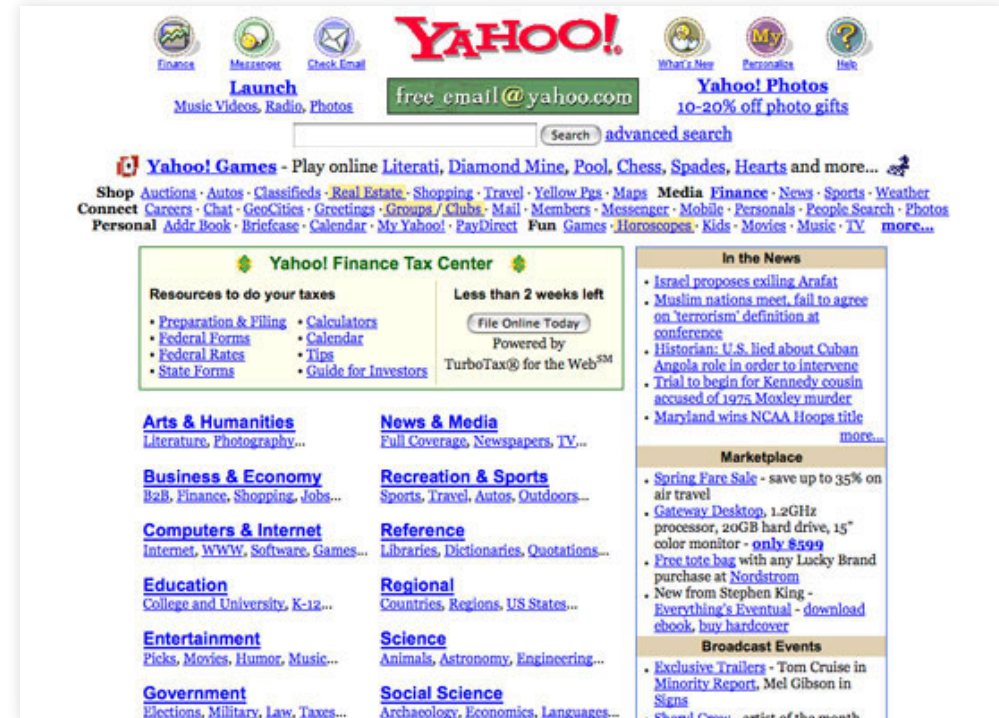 YAHOO!
Finance
Messenger
Check Email
What's New
Personalize
Help
Launch
Music Videos, Radio, Photos
free email@yahoo.com
Yahoo! Photos
10-20% off photo gifts
Search advanced search
Yahoo! Games - Play online Literati, Diamond Mine, Pool, Chess, Spades, Hearts and more...
Shop Auctions · Autos · Classifieds · Real Estate · Shopping · Travel · Yellow Pgs · Maps Media Finance · News · Sports · Weather
Connect Careers · Chat · GeoCities · Greetings · Groups / Clubs · Mail · Members · Messenger · Mobile · Personals · People Search · Photos
Personal Addr Book · Briefcase · Calendar · My Yahoo! · PayDirect Fun Games · Horoscopes · Kids · Movies · Music · TV more...
$ Yahoo! Finance Tax Center $
Resources to do your taxes
• Preparation & Filing • Calculators
• Federal Forms • Calendar
• Federal Rates • Tips
• State Forms • Guide for Investors
Less than 2 weeks left
File Online Today
Powered by
TurboTax® for the Web℠
Arts & Humanities
Literature, Photography...
News & Media
Full Coverage, Newspapers, TV...
Business & Economy
B2B, Finance, Shopping, Jobs...
Recreation & Sports
Sports, Travel, Autos, Outdoors...
Computers & Internet
Internet, WWW, Software, Games...
Reference
Libraries, Dictionaries, Quotations...
Education
College and University, K-12...
Regional
Countries, Regions, US States...
Entertainment
Picks, Movies, Humor, Music...
Science
Animals, Astronomy, Engineering...
Government
Elections, Military, Law, Taxes...
Social Science
Archaeology, Economics, Languages...
In the News
• Israel proposes exiling Arafat
• Muslim nations meet, fail to agree
on 'terrorism' definition at
conference
• Historian: U.S. lied about Cuban
Angola role in order to intervene
• Trial to begin for Kennedy cousin
accused of 1975 Moxley murder
• Maryland wins NCAA Hoops title
more...
Marketplace
• Spring Fare Sale - save up to 35% on
air travel
• Gateway Desktop, 1.2GHz
processor, 20GB hard drive, 15"
color monitor - only $599
• Free tote bag with any Lucky Brand
purchase at Nordstrom
• New from Stephen King -
Everything's Eventual - download
ebook, buy hardcover
Broadcast Events
• Exclusive Trailers - Tom Cruise in
Minority Report, Mel Gibson in
Signs
• Sheryl Crow - artist of the month